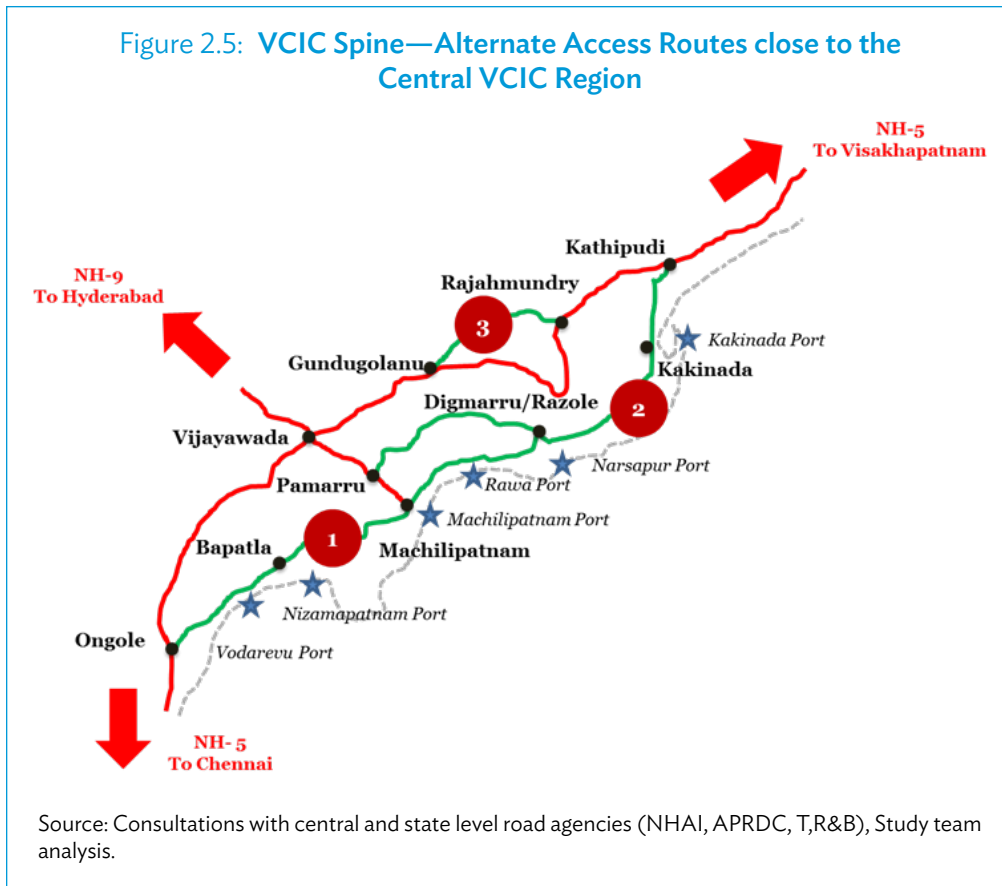 Figure 2.5: VCIC Spine—Alternate Access Routes close to the
Central VCIC Region
NH-5
To Visakhapatnam
Kathipudi
NH-9
To Hyderabad
Rajahmundry
3
Kakinada Port
Gundugolanu
Kakinada
Digmarru/Razole
2
Vijayawada
Narsapur Port
Pamarru
Rawa Port
Machilipatnam Port
Bapatla
1
Machilipatnam
Nizamapatnam Port
Ongole
Vodarevu Port
NH- 5
To Chennai
Source: Consultations with central and state level road agencies (NHAI, APRDC, T,R&B), Study team
analysis.